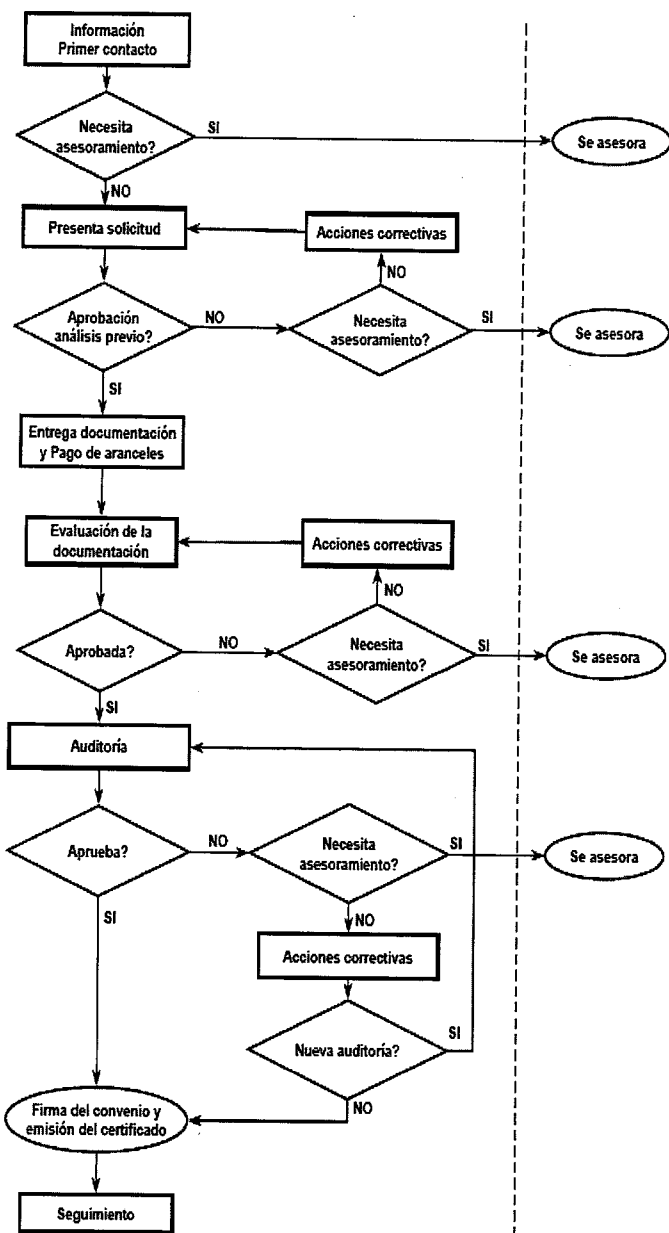 Información
Primer contacto
Necesita
asesoramiento?
SI
Se asesora
NO
Presenta solicitud
Acciones correctivas
NO
Aprobación
análisis previo?
NO
Necesita
asesoramiento?
SI
Se asesora
SI
Entrega documentación
y Pago de aranceles
Evaluación de la
documentación
Acciones correctivas
NO
Aprobada?
NO
Necesita
asesoramiento?
SI
Se asesora
SI
Auditoría
Aprueba?
NO
Necesita
asesoramiento?
SI
Se asesora
SI
NO
Acciones correctivas
Nueva auditoría?
SI
NO
Firma del convenio y
emisión del certificado
Seguimiento